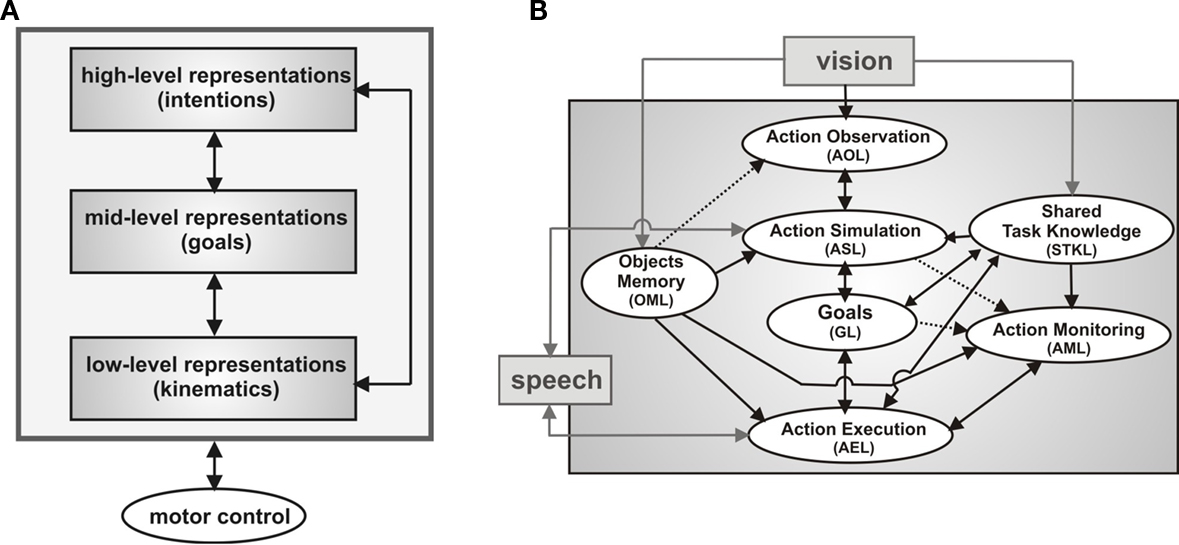 A
high-level representations
(intentions)
mid-level representations
(goals)
low-level representations
(kinematics)
motor control
B
vision
Action Observation
(AOL)
Action Simulation
(ASL)
Shared
Task Knowledge
(STKL)
Objects
Memory
(OML)
Goals
(GL)
Action Monitoring
(AML)
speech
Action Execution
(AEL)